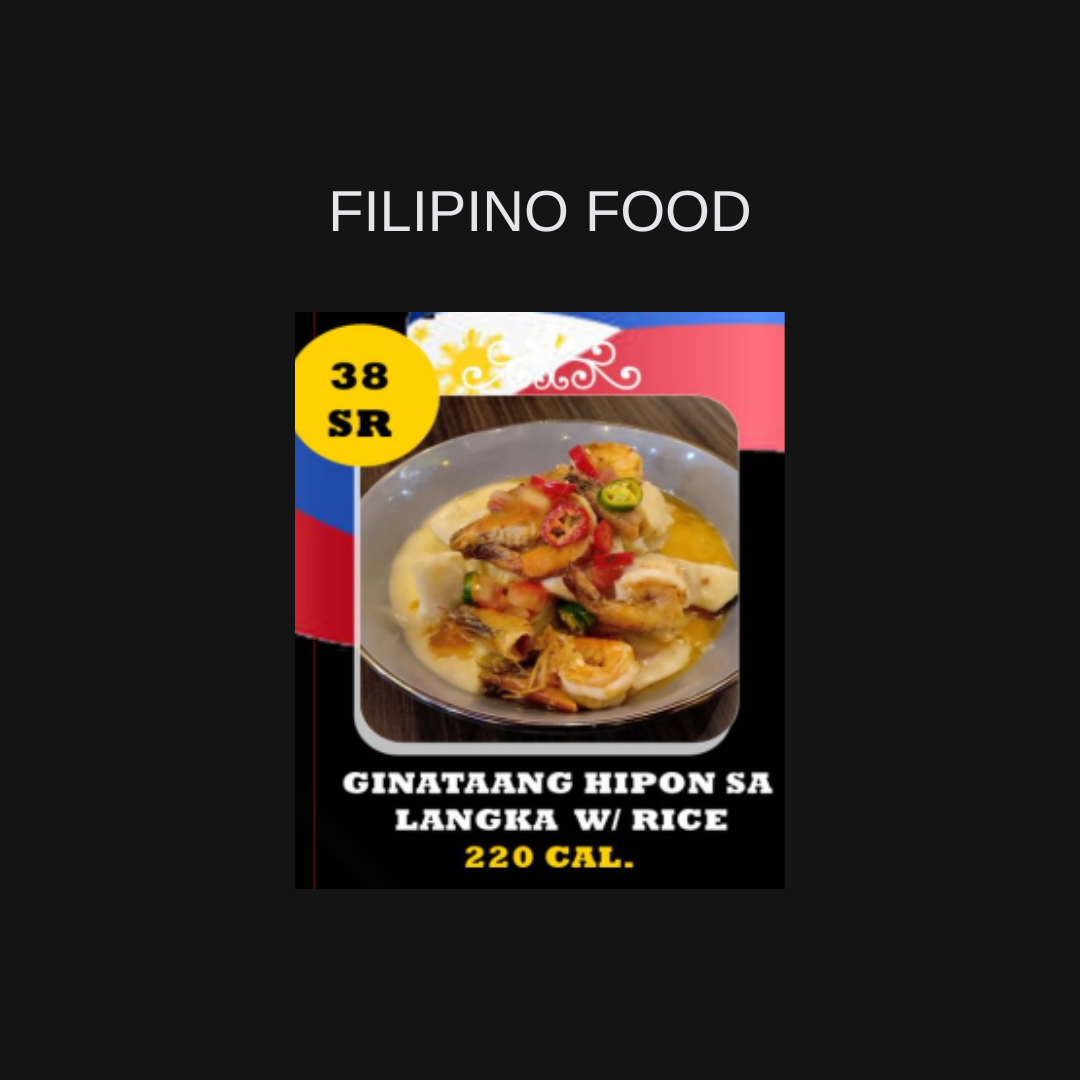 FILIPINO FOOD
38
SR
GINATAANG HIPON SA
LANGKA W/ RICE
220 CAL.